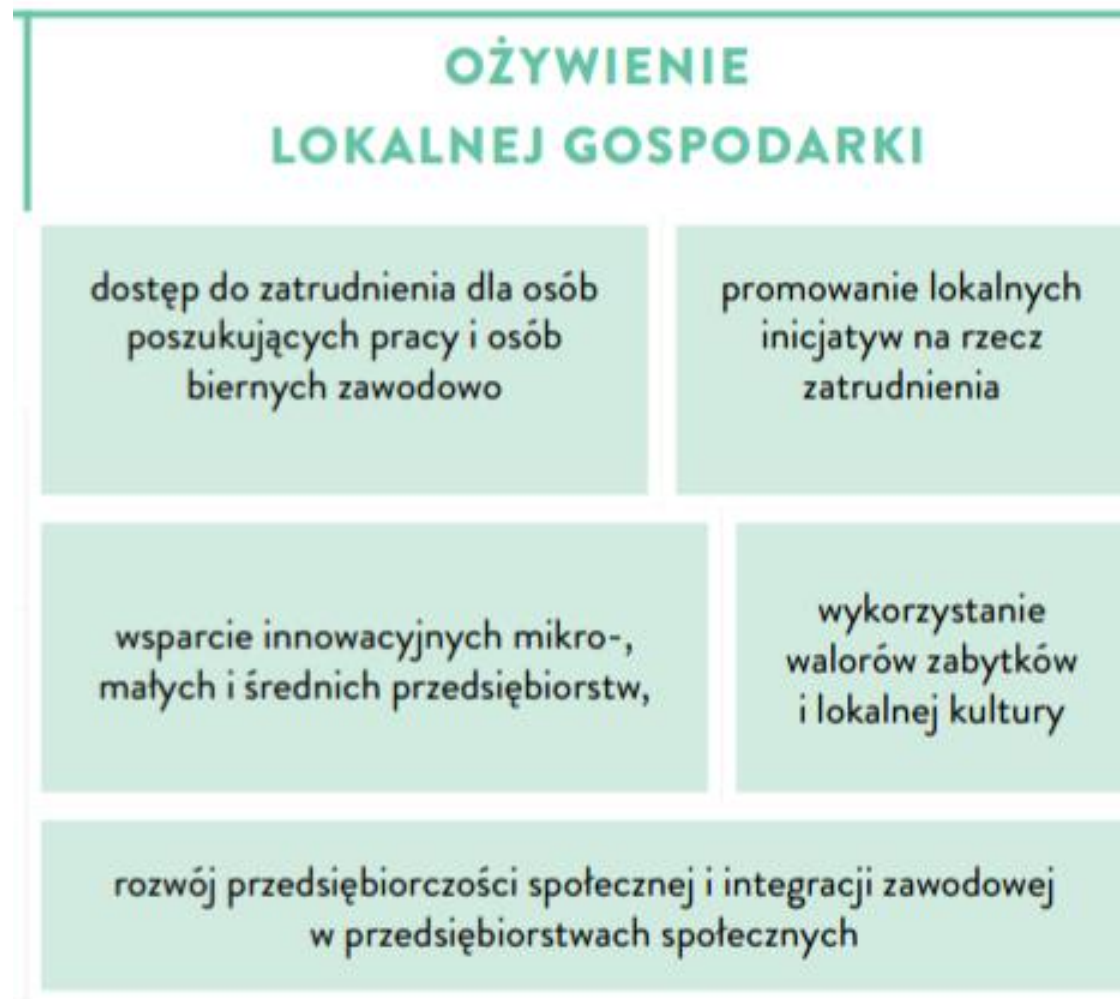 OŻYWIENIE
LOKALNEJ GOSPODARKI
dostęp do zatrudnienia dla osób
poszukujących pracy i osób
biernych zawodowo
promowanie lokalnych
inicjatyw na rzecz
zatrudnienia
wsparcie innowacyjnych mikro-,
małych i średnich przedsiębiorstw,
wykorzystanie
walorów zabytków
i lokalnej kultury
rozwój przedsiębiorczości społecznej i integracji zawodowej
w przedsiębiorstwach społecznych